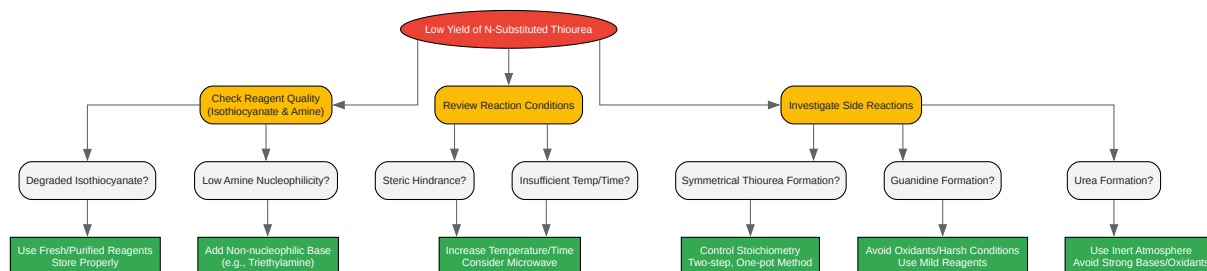 Low Yield of N-Substituted Thiourea
Check Reagent Quality
(Isothiocyanate & Amine)
Review Reaction Conditions
Investigate Side Reactions
Degraded Isothiocyanate?
Low Amine Nucleophilicity?
Steric Hindrance?
Insufficient Temp/Time?
Symmetrical Thiourea Formation?
Guanidine Formation?
Urea Formation?
Use Fresh/Purified Reagents
Store Properly
Add Non-nucleophilic Base
(e.g., Triethylamine)
Increase Temperature/Time
Consider Microwave
Control Stoichiometry
Two-step, One-pot Method
Avoid Oxidants/Harsh Conditions
Use Mild Reagents
Use Inert Atmosphere
Avoid Strong Bases/Oxidants